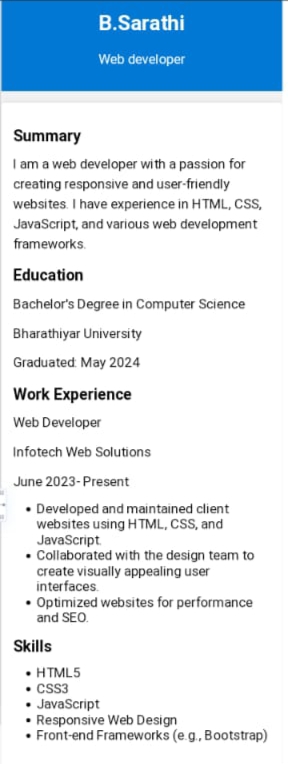 B.Sarathi
Web developer
Summary
I am a web developer with a passion for
creating responsive and user-friendly
websites. I have experience in HTML, CSS,
JavaScript, and various web development
frameworks.
Education
Bachelor's Degree in Computer Science
Bharathiyar University
Graduated: May 2024
Work Experience
Web Developer
Infotech Web Solutions
June 2023- Present
• Developed and maintained client
websites using HTML, CSS, and
JavaScript.
• Collaborated with the design team to
create visually appealing user
interfaces.
• Optimized websites for performance
and SEO.
Skills
• HTML5
• CSS3
• JavaScript
• Responsive Web Design
• Front-end Frameworks (e.g., Bootstrap)